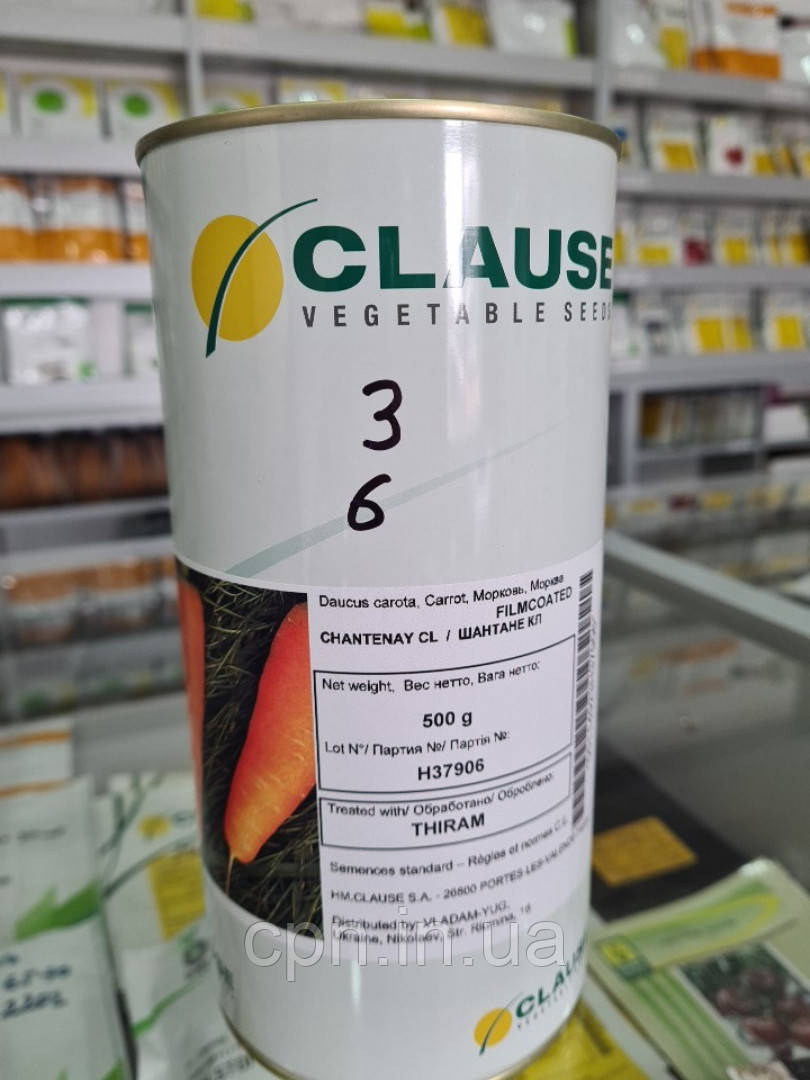 CLAUSE
VEGETABLE SEEDS
3
6
Daucus carota, Carrot, Морковь, Морква
FILMCOATED
CHANTENAY CL / ШАНТАНЕ КЛ
Net weight, Вес нетто, Вага нетто:
500 g
Lot N°/ Партия №/ Партія №:
H37906
Treated with/ Обработано/ Оброблено:
THIRAM
Semences standard – Règles et normes C.E.
HM.CLAUSE S.A. - 26800 PORTES-LES-VALENCE
Distributed by: VLADAM-YUG,
Ukraine, Nikolaev, Str.
cph.in.ua
CLAUSE
VEGETABLE